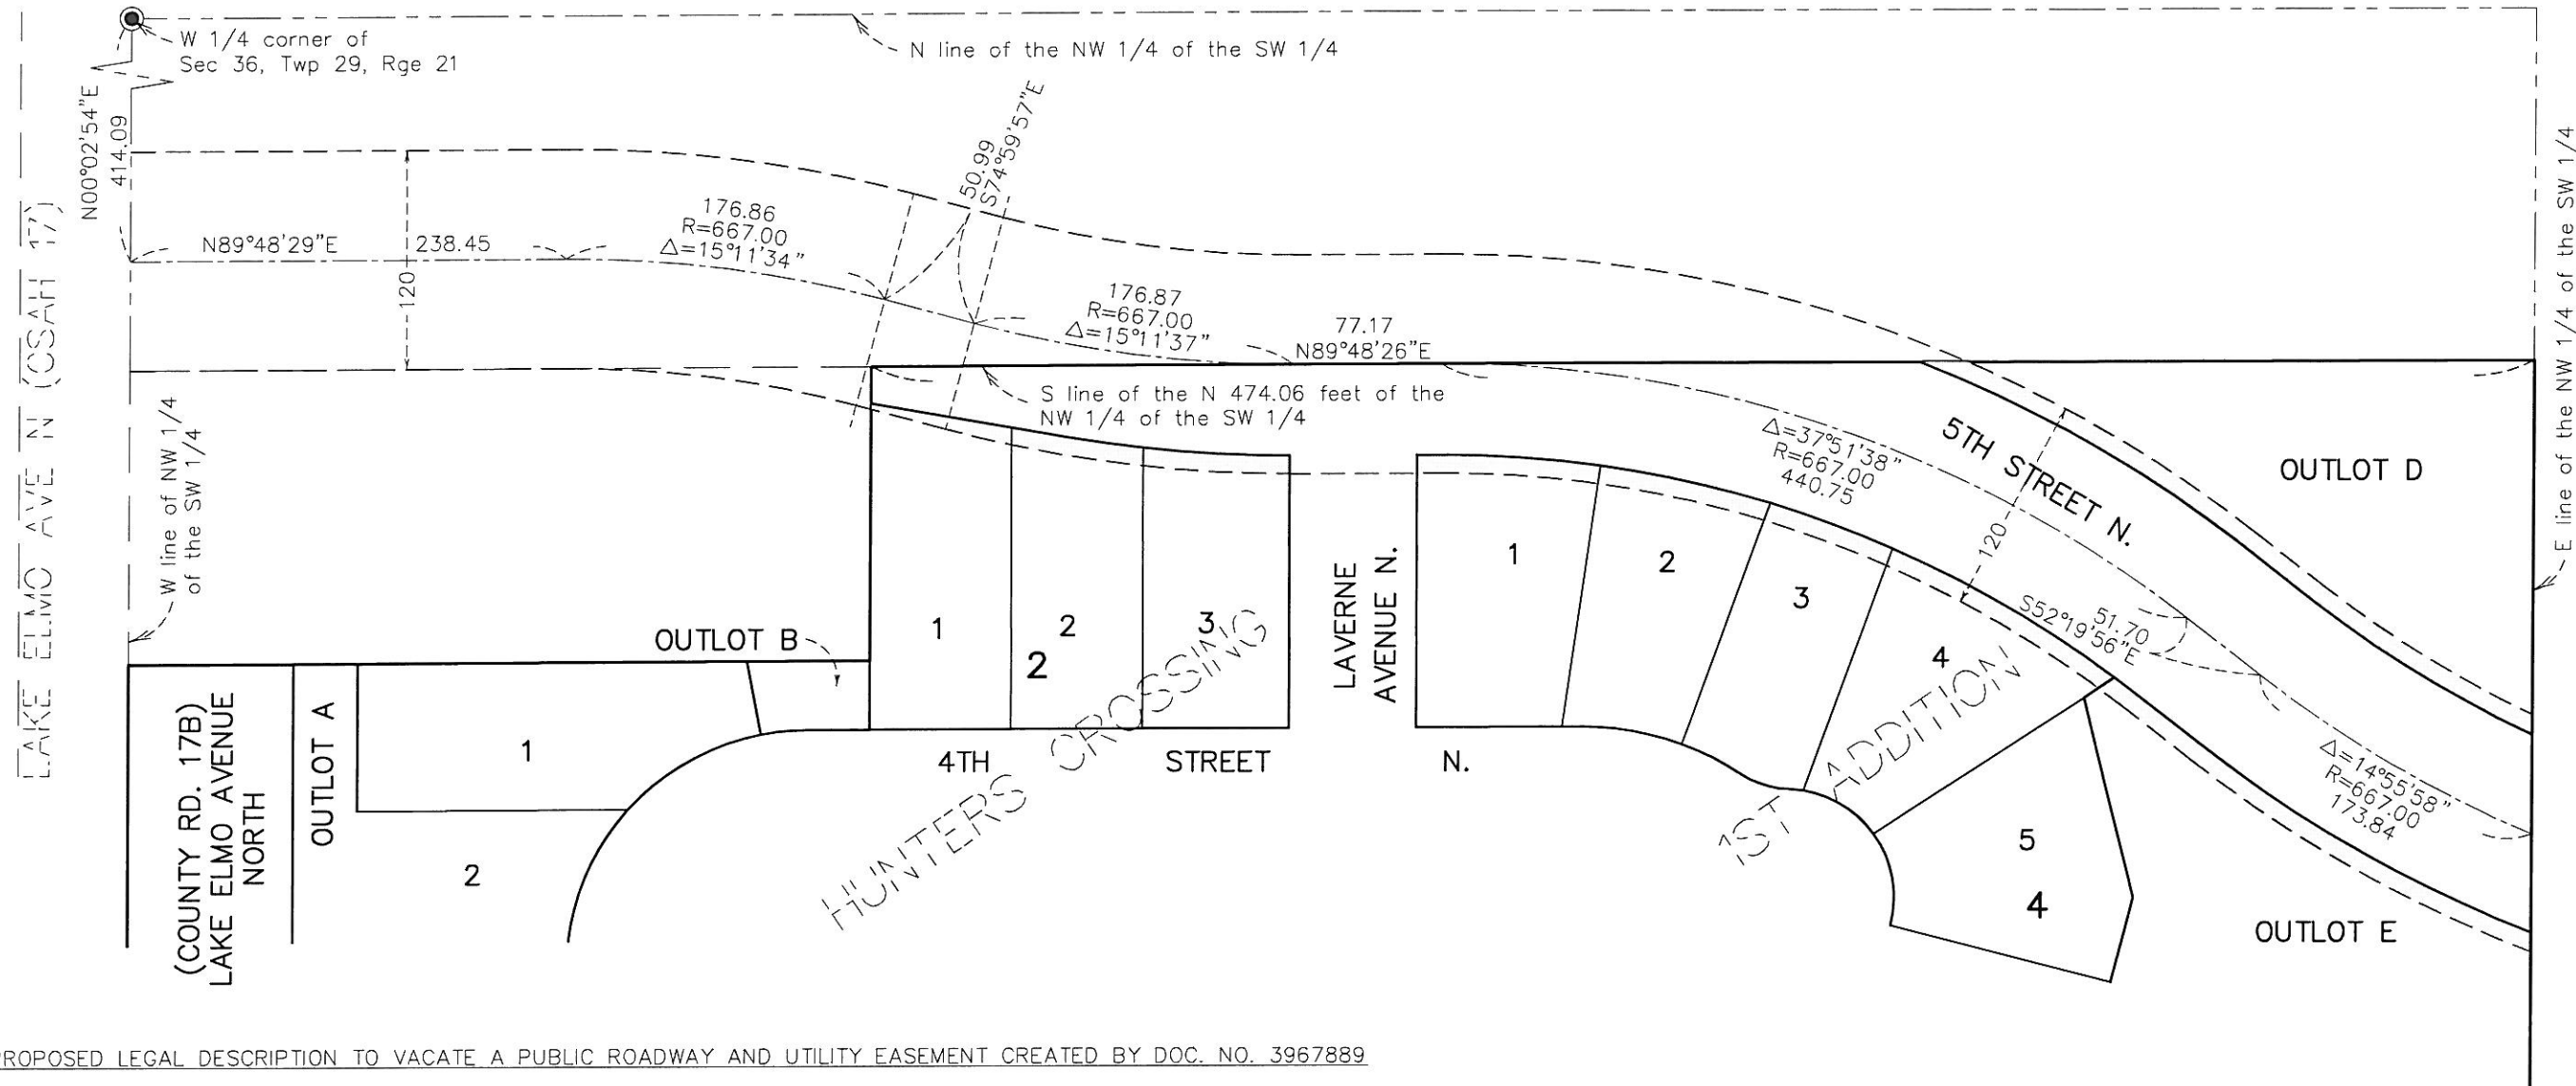 W 1/4 corner of
Sec 36, Twp 29, Rge 21
N line of the NW 1/4 of the SW 1/4
N00°02'54"E
414.09
LAKE ELMO AVE N (CSAH 17)
N89°48'29"E
238.45
120
176.86
R=667.00
Δ=15°11'34"
50.99
S74°59'57"E
176.87
R=667.00
Δ=15°11'37"
77.17
N89°48'26"E
S line of the N 474.06 feet of the
NW 1/4 of the SW 1/4
W line of NW 1/4
of the SW 1/4
E line of the NW 1/4 of the SW 1/4
Δ=37°51'38"
R=667.00
440.75
5TH STREET N.
120
OUTLOT D
S52°19'56"E
51.70
Δ=14°55'58"
R=667.00
173.84
OUTLOT B
1
2
3
2
LAVERNE
AVENUE N.
1
2
3
4
5
4
(COUNTY RD. 17B)
LAKE ELMO AVENUE
NORTH
OUTLOT A
1
2
4TH STREET N.
HUNTERS CROSSING
1ST ADDITION
OUTLOT E
PROPOSED LEGAL DESCRIPTION TO VACATE A PUBLIC ROADWAY AND UTILITY EASEMENT CREATED BY DOC. NO. 3967889